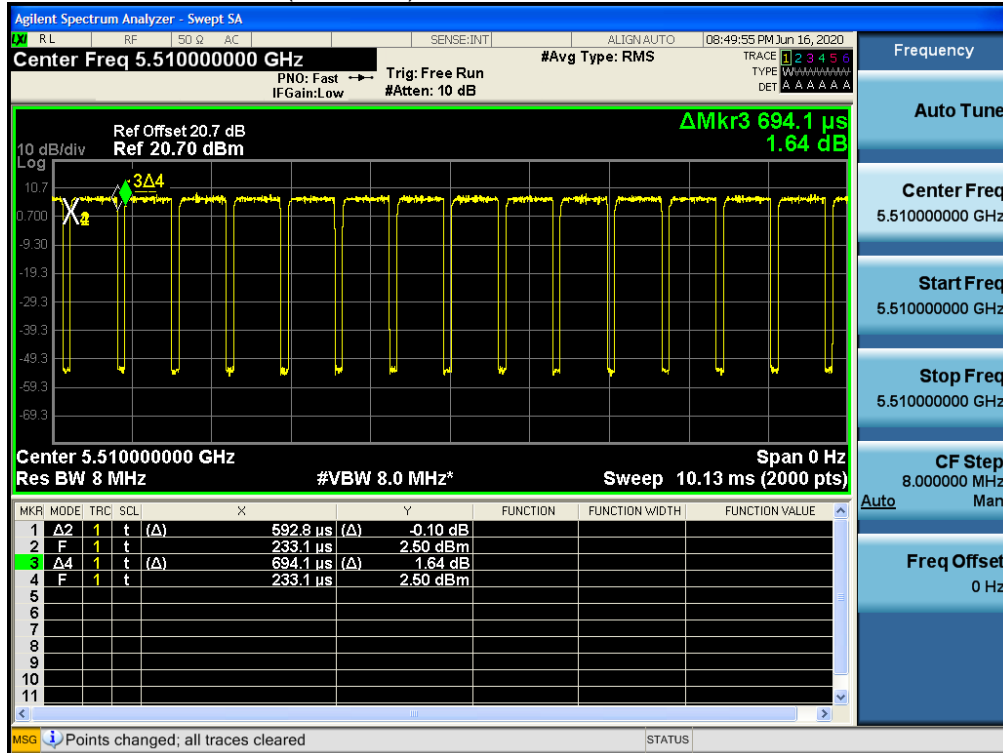 Agilent Spectrum Analyzer - Swept SA
LXI RL RF 50 Ω AC SENSE:INT ALIGN AUTO 08:49:55 PM Jun 16, 2020
Center Freq 5.510000000 GHz
#Avg Type: RMS
TRACE 1 2 3 4 5 6
TYPE WWWWWW
DET A A A A A A
PNO: Fast
IFGain:Low
Trig: Free Run
#Atten: 10 dB
ΔMkr3 694.1 µs
1.64 dB
Ref Offset 20.7 dB
10 dB/div Ref 20.70 dBm
Log
10.7
0.700
-9.30
-19.3
-29.3
-39.3
-49.3
-59.3
-69.3
3Δ4
Center 5.510000000 GHz Span 0 Hz
Res BW 8 MHz #VBW 8.0 MHz* Sweep 10.13 ms (2000 pts)
MKR MODE TRC SCL X Y FUNCTION FUNCTION WIDTH FUNCTION VALUE
1 Δ2 1 t (Δ) 592.8 µs (Δ) -0.10 dB
2 F 1 t 233.1 µs 2.50 dBm
3 Δ4 1 t (Δ) 694.1 µs (Δ) 1.64 dB
4 F 1 t 233.1 µs 2.50 dBm
5
6
7
8
9
10
11
MSG Points changed; all traces cleared STATUS
Frequency
Auto Tune
Center Freq
5.510000000 GHz
Start Freq
5.510000000 GHz
Stop Freq
5.510000000 GHz
CF Step
8.000000 MHz
Auto Man
Freq Offset
0 Hz